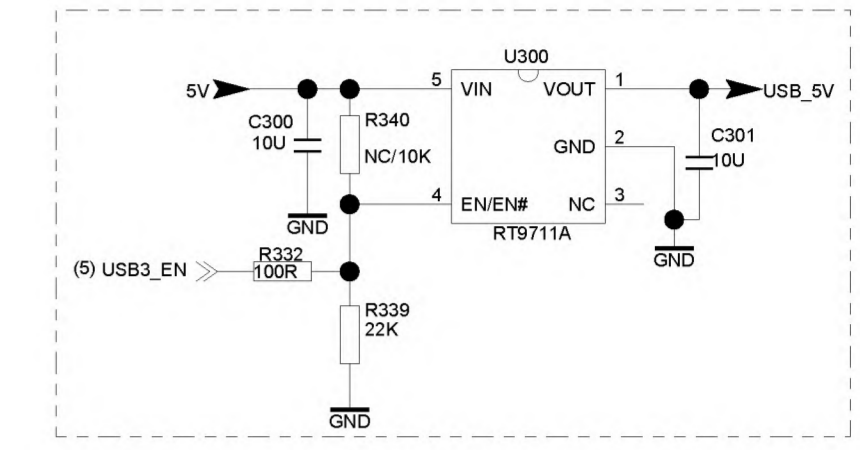 U300
5V
5
VIN
VOUT
1
USB_5V
C300
10U
R340
NC/10K
GND
2
C301
10U
4
EN/EN#
NC
3
GND
RT9711A
GND
(5) USB3_EN
R332
100R
R339
22K
GND